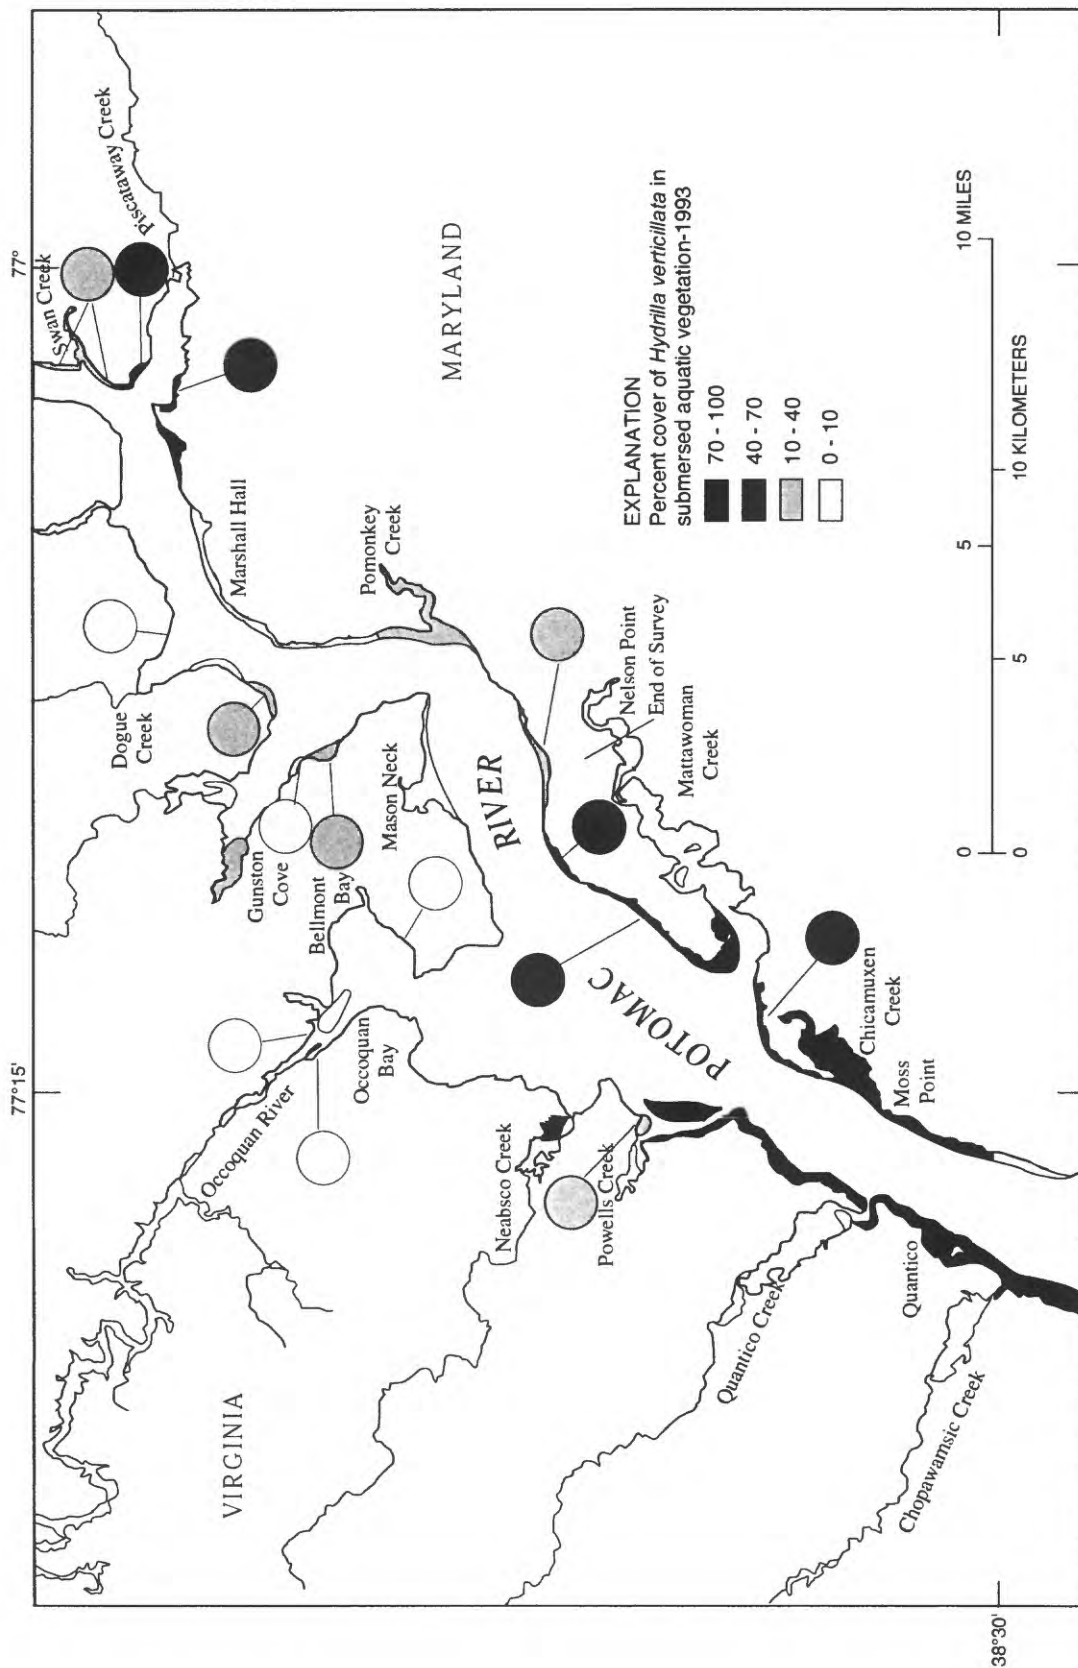 77°15'
77°
38°30'
Swan Creek
Piscataway Creek
Dogue
Creek
Marshall Hall
MARYLAND
Gunston
Cove
Bellmont
Bay
Mason Neck
Pomonkey
Creek
VIRGINIA
Occoquan River
Occoquan
Bay
POTOMAC
RIVER
Nelson Point
End of Survey
Mattawoman
Creek
Neabsco Creek
Powells Creek
Chicamuxen
Creek
Moss
Point
Quantico Creek
Quantico
Chopawamsic Creek
EXPLANATION
Percent cover of Hydrilla verticillata in
submersed aquatic vegetation-1993
70 - 100
40 - 70
10 - 40
0 - 10
0 5 10 MILES
0 5 10 KILOMETERS